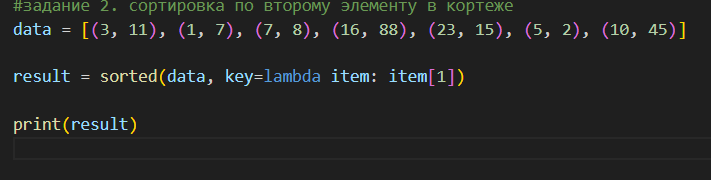 #задание 2. сортировка по второму элементу в кортеже
data = [(3, 11), (1, 7), (7, 8), (16, 88), (23, 15), (5, 2), (10, 45)]
result = sorted(data, key=lambda item: item[1])
print(result)